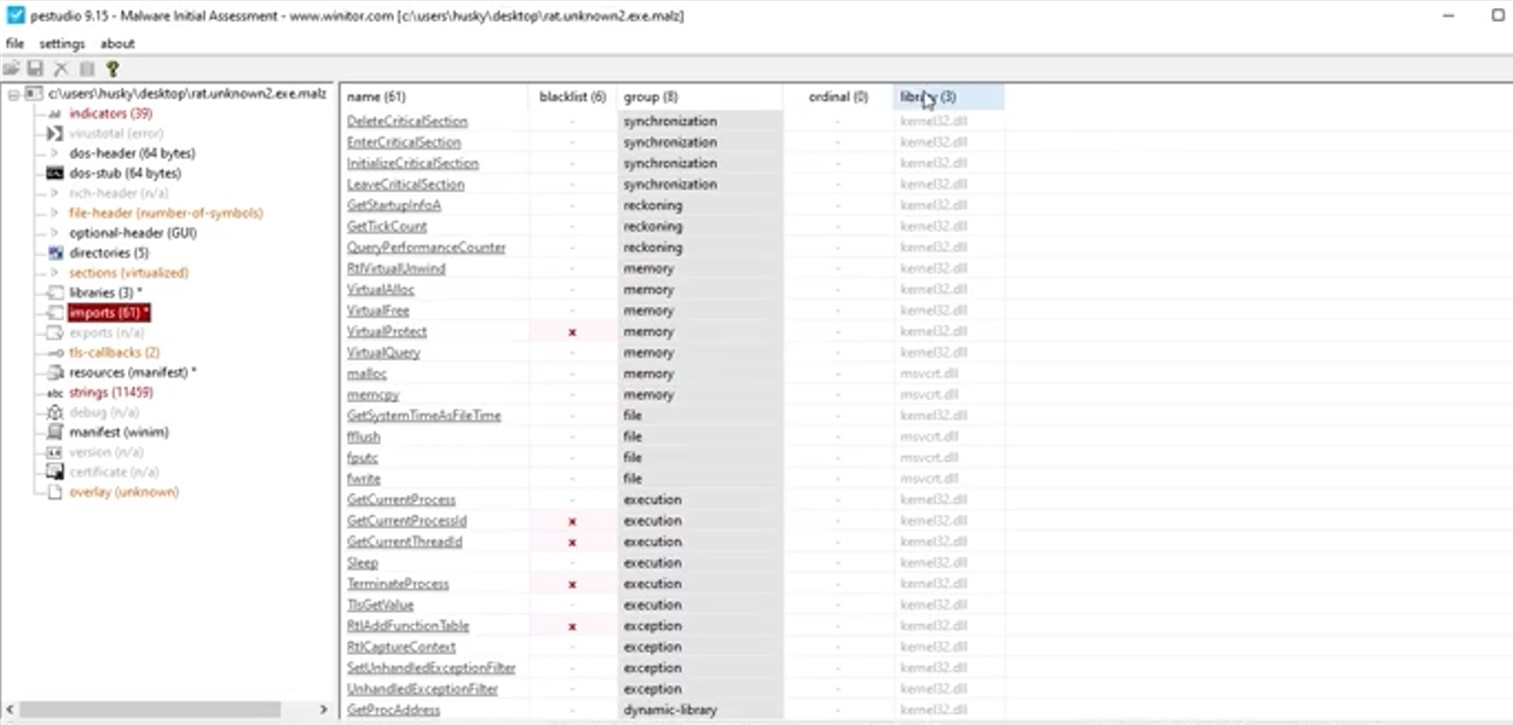 pestudio 9.15 - Malware Initial Assessment - www.winitor.com [c:\users\husky\desktop\rat.unknown2.exe.malz]
file settings about
c:\users\husky\desktop\rat.unknown2.exe.malz
indicators (39)
virustotal (error)
dos-header (64 bytes)
dos-stub (64 bytes)
rich-header (n/a)
file-header (number-of-symbols)
optional-header (GUI)
directories (5)
sections (virtualized)
libraries (3) *
imports (61) *
exports (n/a)
tls-callbacks (2)
resources (manifest) *
abc strings (11459)
debug (n/a)
manifest (winim)
version (n/a)
certificate (n/a)
overlay (unknown)
name (61) blacklist (6) group (8) ordinal (0) library (3)
DeleteCriticalSection - synchronization - kernel32.dll
EnterCriticalSection - synchronization - kernel32.dll
InitializeCriticalSection - synchronization - kernel32.dll
LeaveCriticalSection - synchronization - kernel32.dll
GetStartupInfoA - reckoning - kernel32.dll
GetTickCount - reckoning - kernel32.dll
QueryPerformanceCounter - reckoning - kernel32.dll
RtlVirtualUnwind - memory - kernel32.dll
VirtualAlloc - memory - kernel32.dll
VirtualFree - memory - kernel32.dll
VirtualProtect x memory - kernel32.dll
VirtualQuery - memory - kernel32.dll
malloc - memory - msvcrt.dll
memcpy - memory - msvcrt.dll
GetSystemTimeAsFileTime - file - kernel32.dll
fflush - file - msvcrt.dll
fputc - file - msvcrt.dll
fwrite - file - msvcrt.dll
GetCurrentProcess - execution - kernel32.dll
GetCurrentProcessId x execution - kernel32.dll
GetCurrentThreadId x execution - kernel32.dll
Sleep - execution - kernel32.dll
TerminateProcess x execution - kernel32.dll
TlsGetValue - execution - kernel32.dll
RtlAddFunctionTable x exception - kernel32.dll
RtlCaptureContext - exception - kernel32.dll
SetUnhandledExceptionFilter - exception - kernel32.dll
UnhandledExceptionFilter - exception - kernel32.dll
GetProcAddress - dynamic-library - kernel32.dll